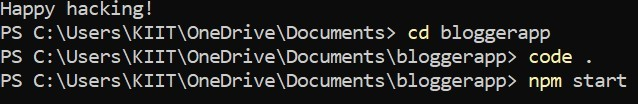 Happy hacking!
PS C:\Users\KIIT\OneDrive\Documents> cd bloggerapp
PS C:\Users\KIIT\OneDrive\Documents\bloggerapp> code .
PS C:\Users\KIIT\OneDrive\Documents\bloggerapp> npm start